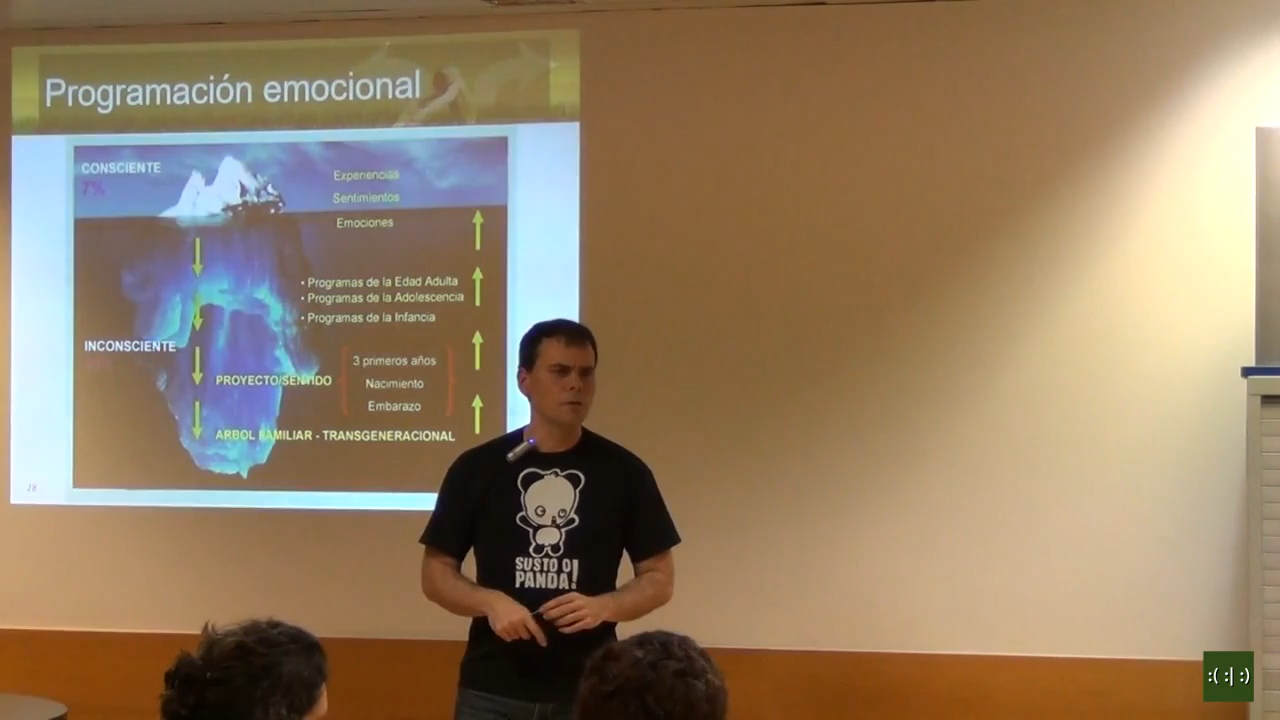 Programación emocional
CONSCIENTE
7%
Experiencias
Sentimientos
Emociones
• Programas de la Edad Adulta
• Programas de la Adolescencia
• Programas de la Infancia
INCONSCIENTE
3 primeros años
PROYECTO/SENTIDO
Nacimiento
Embarazo
ARBOL FAMILIAR - TRANSGENERACIONAL
28
SUSTO O
PANDA!
:( :| :)